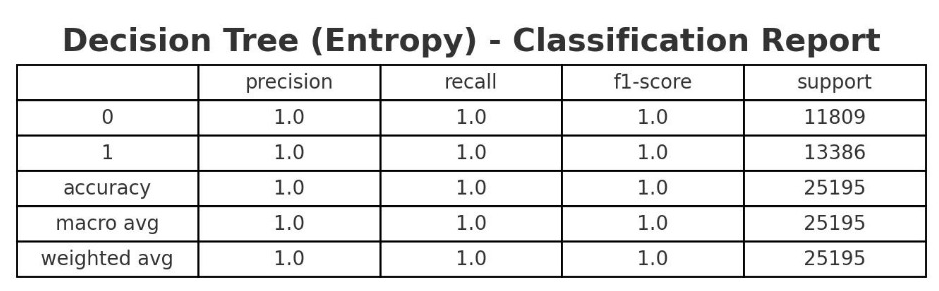 Decision Tree (Entropy) - Classification Report
precision recall f1-score support
0 1.0 1.0 1.0 11809
1 1.0 1.0 1.0 13386
accuracy 1.0 1.0 1.0 25195
macro avg 1.0 1.0 1.0 25195
weighted avg 1.0 1.0 1.0 25195